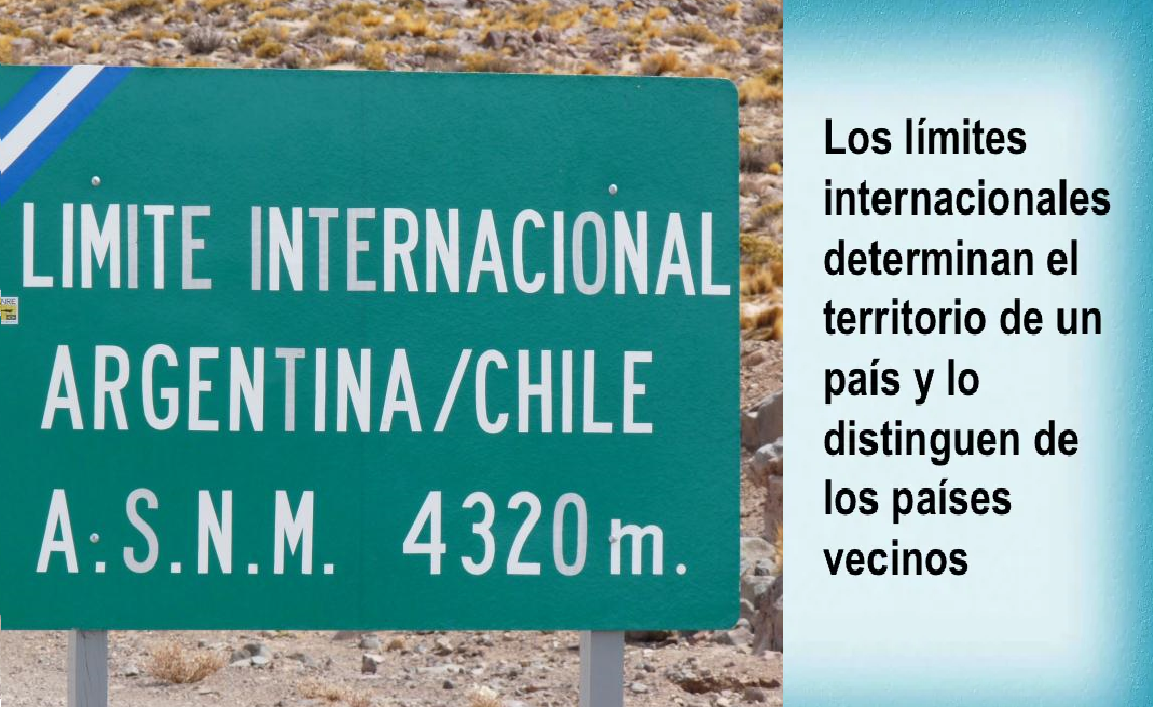 LIMITE INTERNACIONAL
ARGENTINA/CHILE
A.S.N.M. 4320 m.
Los límites
internacionales
determinan el
territorio de un
país y lo
distinguen de
los países
vecinos